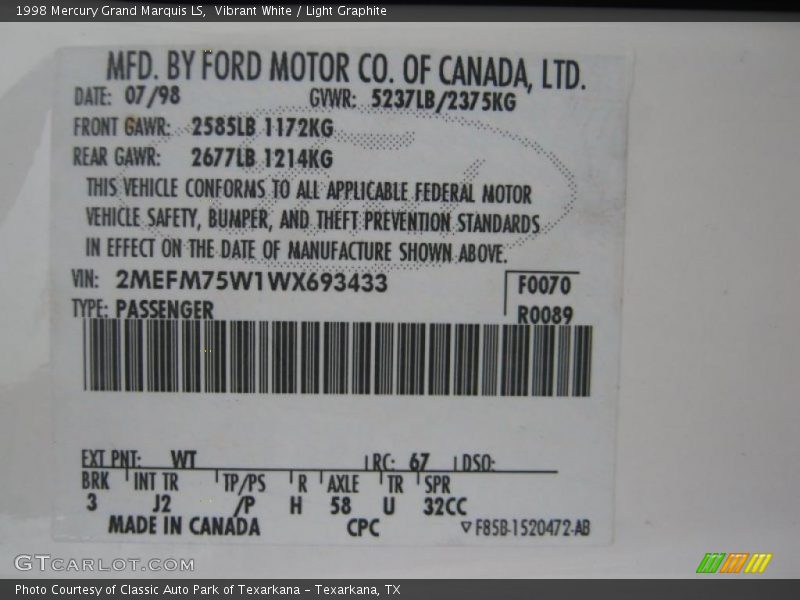 1998 Mercury Grand Marquis LS,  Vibrant White / Light Graphite
MFD. BY FORD MOTOR CO. OF CANADA, LTD.
DATE: 07/98 GVWR: 5237LB/2375KG
FRONT GAWR: 2585LB 1172KG
REAR GAWR: 2677LB 1214KG
THIS VEHICLE CONFORMS TO ALL APPLICABLE FEDERAL MOTOR
VEHICLE SAFETY, BUMPER, AND THEFT PREVENTION STANDARDS
IN EFFECT ON THE DATE OF MANUFACTURE SHOWN ABOVE.
VIN: 2MEFM75W1WX693433 F0070
TYPE: PASSENGER R0089
EXT PNT: WT RC: 67 DSO:
BRK INT TR TP/PS R AXLE TR SPR
3 J2 /P H 58 U 32CC
MADE IN CANADA CPC ▽ F85B-1520472-AB
GTCARLOT.COM
Photo Courtesy of Classic Auto Park of Texarkana – Texarkana, TX